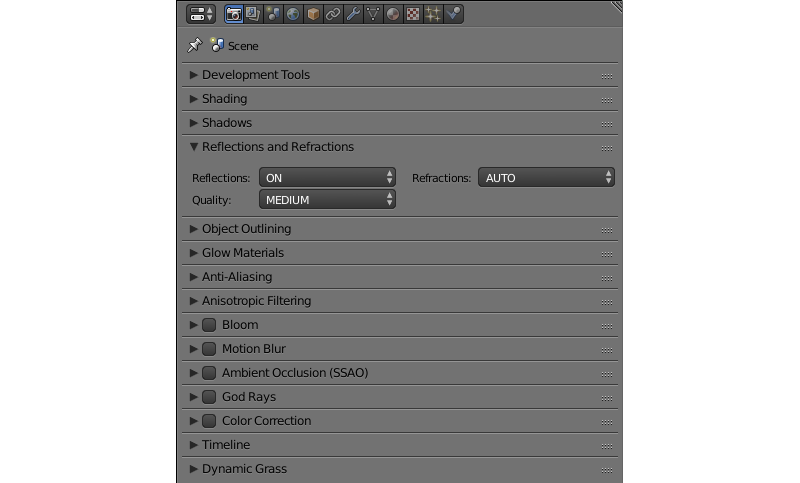 Scene
Development Tools
Shading
Shadows
Reflections and Refractions
Reflections: ON Refractions: AUTO
Quality: MEDIUM
Object Outlining
Glow Materials
Anti-Aliasing
Anisotropic Filtering
Bloom
Motion Blur
Ambient Occlusion (SSAO)
God Rays
Color Correction
Timeline
Dynamic Grass